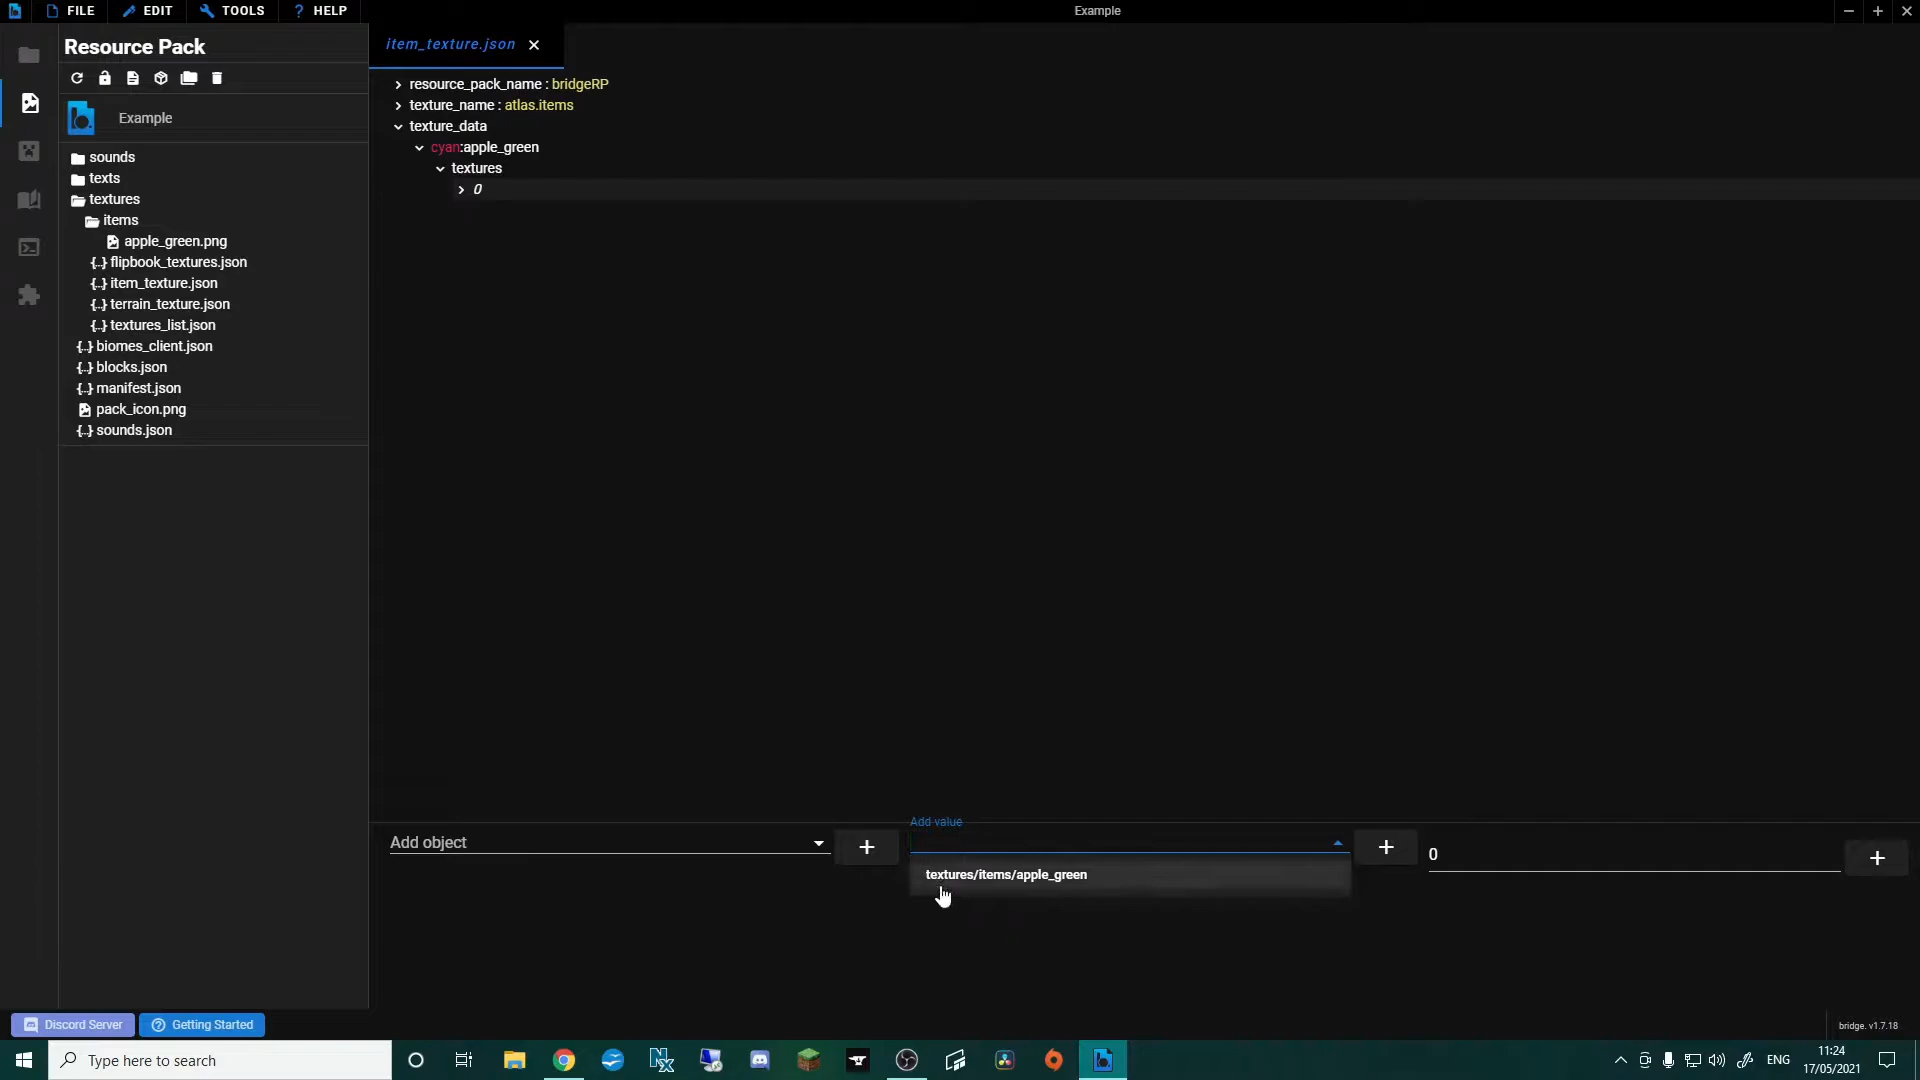 FILE EDIT TOOLS HELP Example
Resource Pack
item_texture.json
Example
sounds
texts
textures
items
apple_green.png
{..} flipbook_textures.json
{..} item_texture.json
{..} terrain_texture.json
{..} textures_list.json
{..} biomes_client.json
{..} blocks.json
{..} manifest.json
pack_icon.png
{..} sounds.json
resource_pack_name : bridgeRP
texture_name : atlas.items
texture_data
cyan:apple_green
textures
0
Add object
Add value
textures/items/apple_green
0
Discord Server Getting Started
bridge. v1.7.18
Type here to search
ENG
11:24
17/05/2021